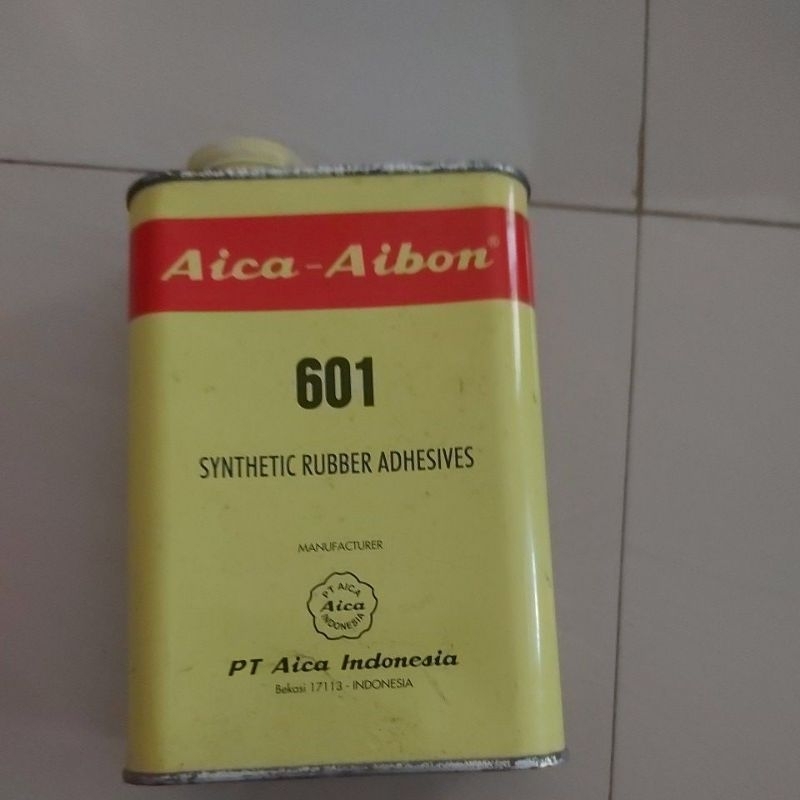 Aica-Aibon®
601
SYNTHETIC RUBBER ADHESIVES
MANUFACTURER
PT AICA
Aica
INDONESIA
PT Aica Indonesia
Bekasi 17113 - INDONESIA